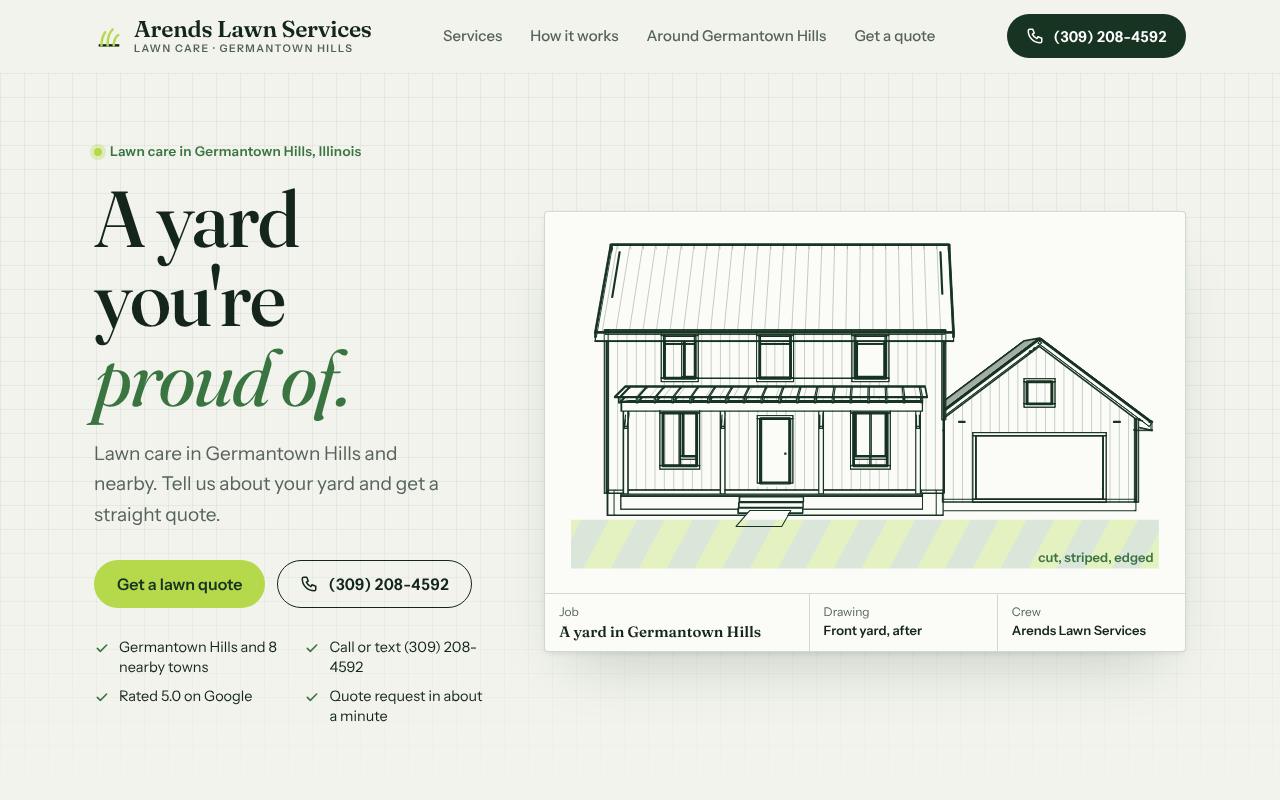 Arends Lawn Services
LAWN CARE · GERMANTOWN HILLS
Services
How it works
Around Germantown Hills
Get a quote
(309) 208-4592
Lawn care in Germantown Hills, Illinois
A yard
you're
proud of.
Lawn care in Germantown Hills and
nearby. Tell us about your yard and get a
straight quote.
Get a lawn quote
(309) 208-4592
Germantown Hills and 8
nearby towns
Call or text (309) 208-
4592
Rated 5.0 on Google
Quote request in about
a minute
cut, striped, edged
Job
A yard in Germantown Hills
Drawing
Front yard, after
Crew
Arends Lawn Services